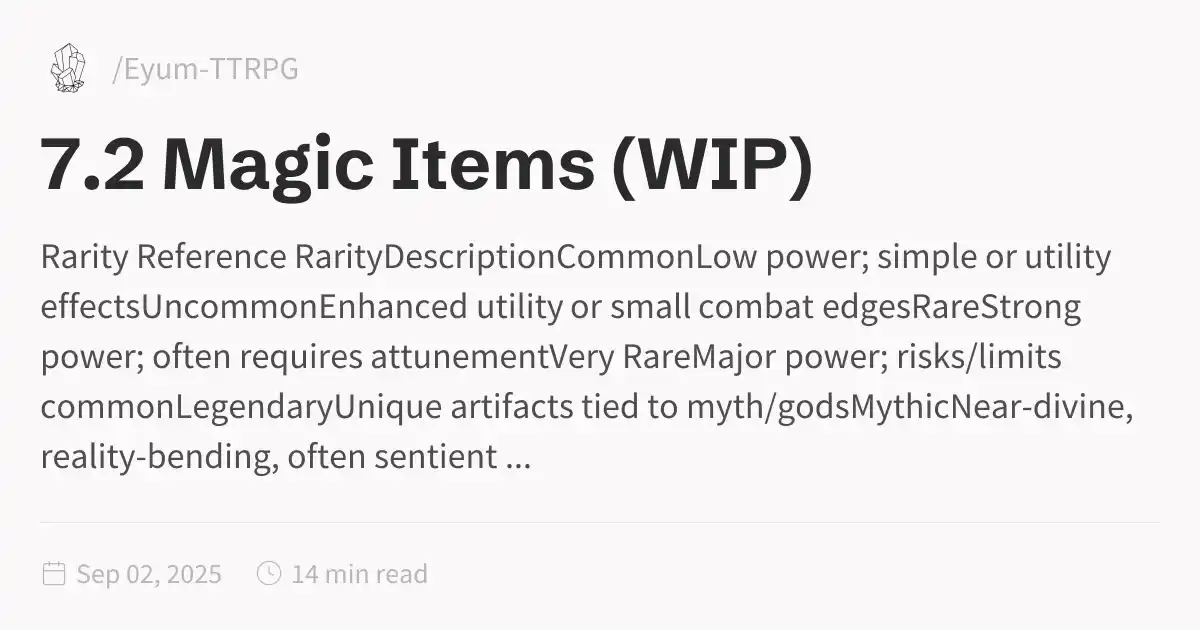 /Eyum-TTRPG
7.2 Magic Items (WIP)
Rarity Reference RarityDescriptionCommonLow power; simple or utility
effectsUncommonEnhanced utility or small combat edgesRareStrong
power; often requires attunementVery RareMajor power; risks/limits
commonLegendaryUnique artifacts tied to myth/godsMythicNear-divine,
reality-bending, often sentient ...
Sep 02, 2025 14 min read